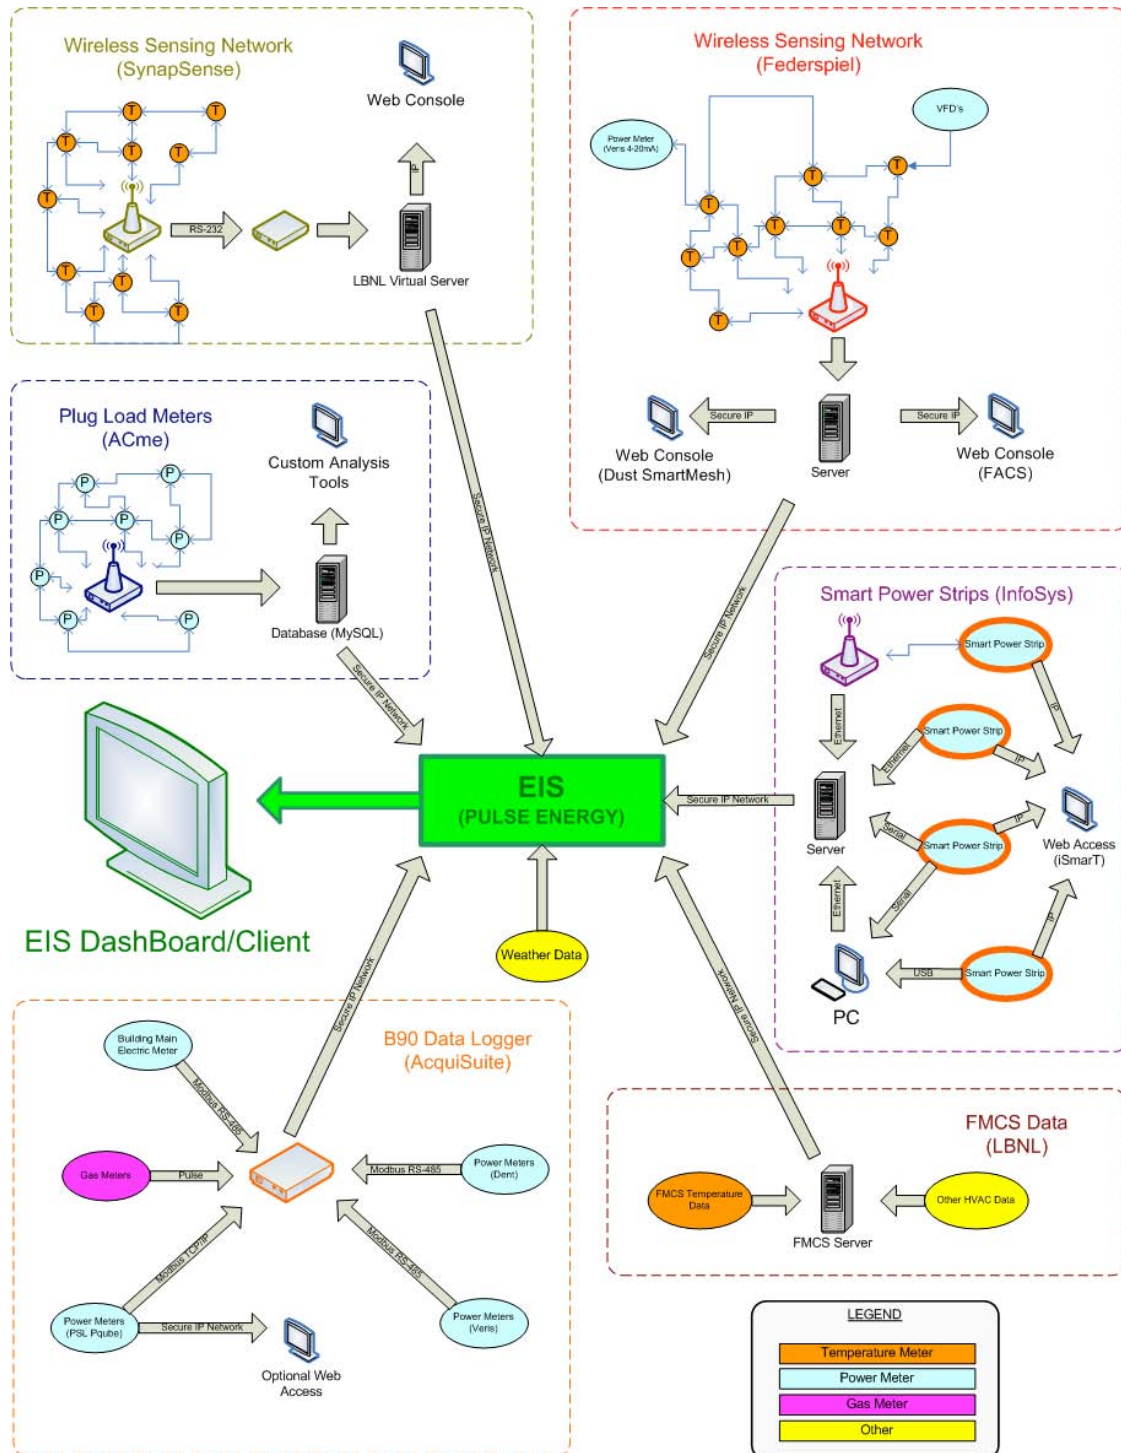 Wireless Sensing Network
(SynapSense)
Web Console
IP
T
T
T
T
T
T
T
T
T
T
RS-232
LBNL Virtual Server
Wireless Sensing Network
(Federspiel)
VFD's
Power Meter
(Veris 4-20mA)
T
T
T
T
T
T
T
T
T
Secure IP
Secure IP
Server
Web Console
(Dust SmartMesh)
Web Console
(FACS)
Plug Load Meters
(ACme)
Custom Analysis
Tools
P
P
P
P
P
P
P
P
Database (MySQL)
Secure IP Network
Secure IP Network
Secure IP Network
Smart Power Strips (InfoSys)
Smart Power Strip
IP
Ethernet
Smart Power Strip
Ethernet
IP
Server
Serial
Smart Power Strip
IP
Web Access
(iSmarT)
Serial
Ethernet
IP
USB
Smart Power Strip
PC
Secure IP Network
EIS
(PULSE ENERGY)
EIS DashBoard/Client
Weather Data
Secure IP Network
Secure IP Network
B90 Data Logger
(AcquiSuite)
Building Main
Electric Meter
Modbus RS-485
Gas Meters
Pulse
Modbus RS-485
Power Meters
(Dent)
Modbus TCP/IP
Modbus RS-485
Power Meters
(PSL Pqube)
Secure IP Network
Power Meters
(Veris)
Optional Web
Access
FMCS Data
(LBNL)
FMCS Temperature
Data
Other HVAC Data
FMCS Server
LEGEND
Temperature Meter
Power Meter
Gas Meter
Other